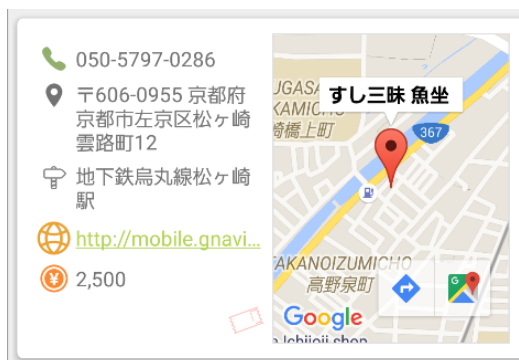 050-5797-0286
〒606-0955 京都府
京都市左京区松ヶ崎
雲路町12
地下鉄烏丸線松ヶ崎
駅
http://mobile.gnavi...
2,500
すし三昧 魚坐
367
崎橋上町
TAKANOIZUMICHO
高野泉町
Google